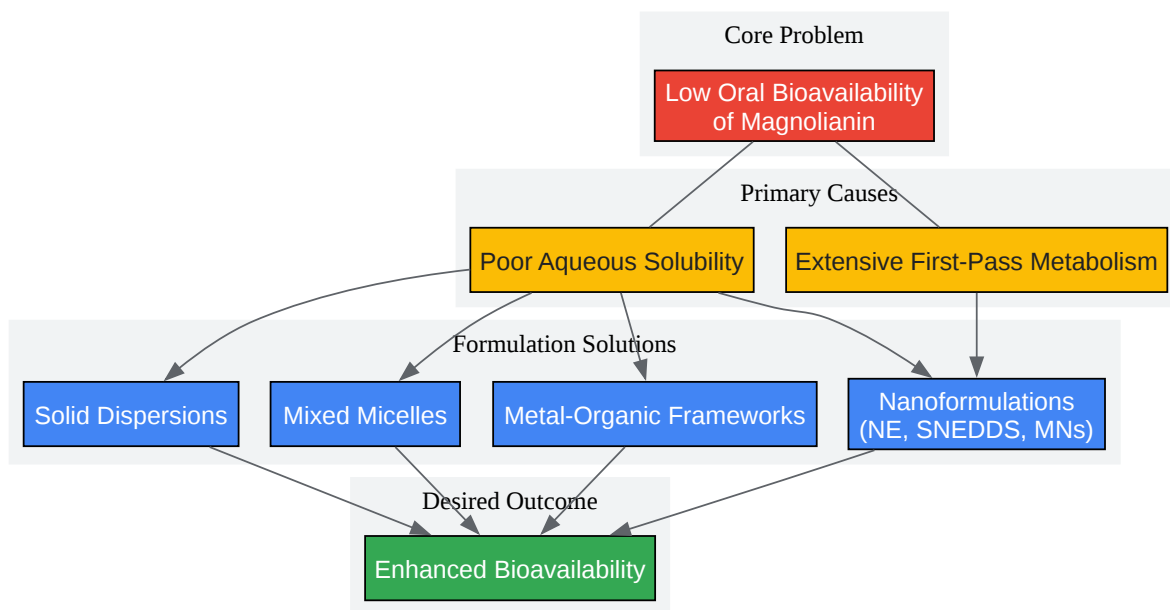 Core Problem
Low Oral Bioavailability
of Magnolianin
Primary Causes
Poor Aqueous Solubility
Extensive First-Pass Metabolism
Formulation Solutions
Solid Dispersions
Mixed Micelles
Metal-Organic Frameworks
Nanoformulations
(NE, SNEDDS, MNs)
Desired Outcome
Enhanced Bioavailability